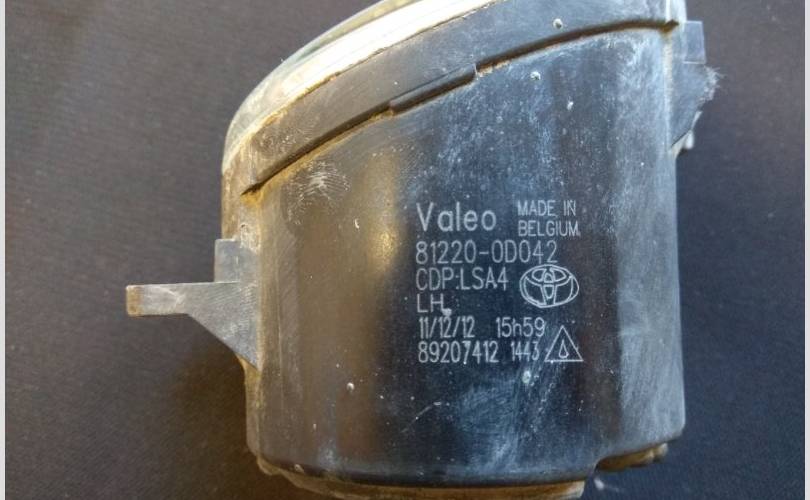 Valeo MADE IN
BELGIUM
81220-0D042
CDP:LSA4
LH
11/12/12 15h59
89207412 1443